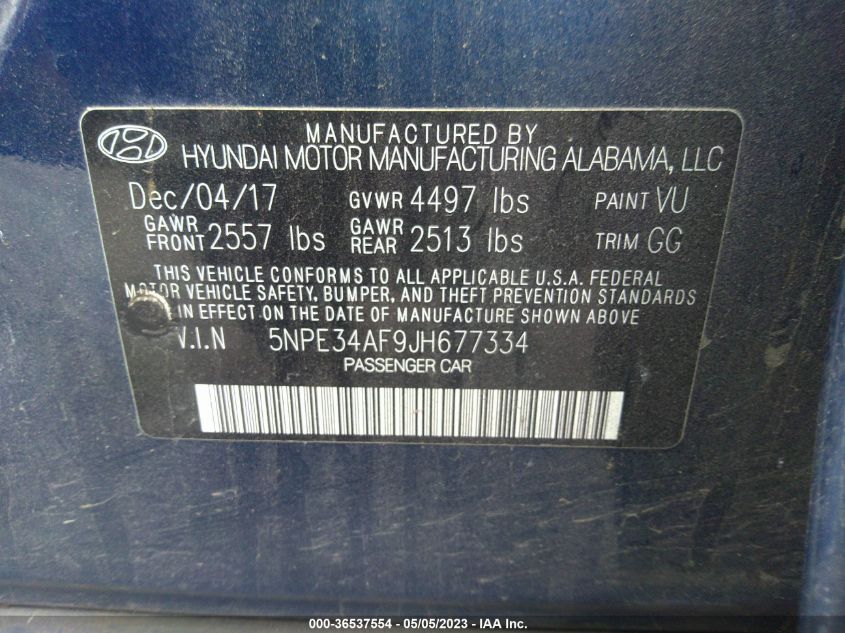 MANUFACTURED BY
HYUNDAI MOTOR MANUFACTURING ALABAMA, LLC
Dec/04/17 GVWR 4497 lbs PAINT VU
GAWR FRONT 2557 lbs GAWR REAR 2513 lbs TRIM GG
THIS VEHICLE CONFORMS TO ALL APPLICABLE U.S.A. FEDERAL
MOTOR VEHICLE SAFETY, BUMPER, AND THEFT PREVENTION STANDARDS
IN EFFECT ON THE DATE OF MANUFACTURE SHOWN ABOVE.
V.I.N 5NPE34AF9JH677334
PASSENGER CAR
000-36537554 - 05/05/2023 - IAA Inc.